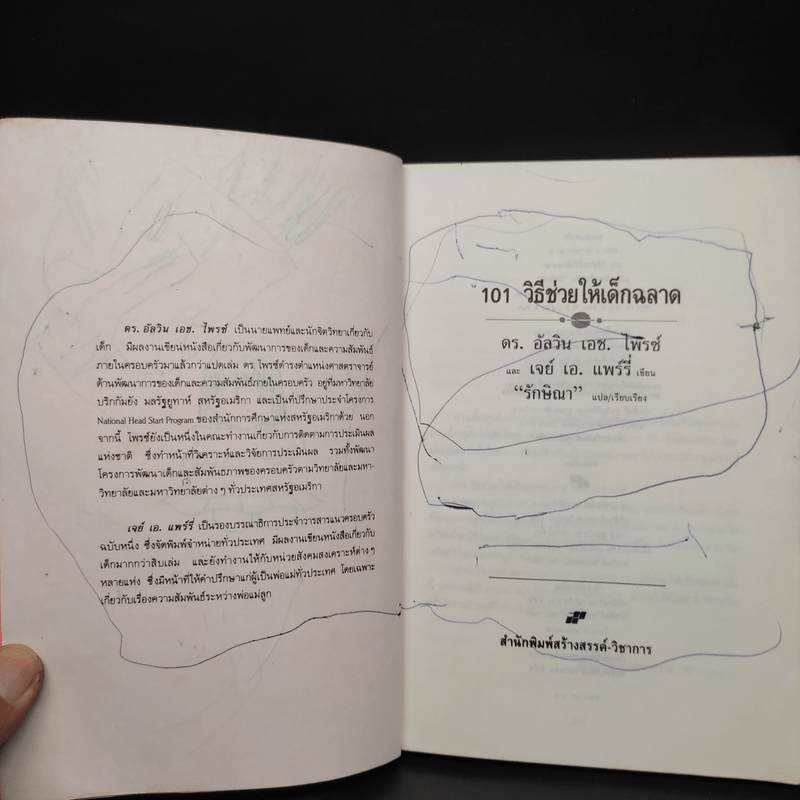 ดร. อัลวิน เอช. ไพรซ์ เป็นนายแพทย์และนักจิตวิทยาเกี่ยวกับ
เด็ก มีผลงานเขียนหนังสือเกี่ยวกับพัฒนาการของเด็กและความสัมพันธ์
ภายในครอบครัวมาแล้วกว่าแปดเล่ม ดร. ไพรซ์ดำรงตำแหน่งศาสตราจารย์
ด้านพัฒนาการของเด็กและความสัมพันธ์ภายในครอบครัว อยู่ที่มหาวิทยาลัย
บริกกัมยัง มลรัฐยูทาห์ สหรัฐอเมริกา และเป็นที่ปรึกษาประจำโครงการ
National Head Start Program ของสำนักการศึกษาแห่งสหรัฐอเมริกาด้วย นอก
จากนี้ ไพรซ์ยังเป็นหนึ่งในคณะทำงานเกี่ยวกับการติดตามการประเมินผล
แห่งชาติ ซึ่งทำหน้าที่วิเคราะห์และวิจัยการประเมินผล รวมทั้งพัฒนา
โครงการพัฒนาเด็กและสัมพันธภาพของครอบครัวตามวิทยาลัยและมหา-
วิทยาลัยและมหาวิทยาลัยต่าง ๆ ทั่วประเทศสหรัฐอเมริกา
เจย์ เอ. แพร์รี่ เป็นรองบรรณาธิการประจำวารสารแนวครอบครัว
ฉบับหนึ่ง ซึ่งจัดพิมพ์จำหน่ายทั่วประเทศ มีผลงานเขียนหนังสือเกี่ยวกับ
เด็กมากกว่าสิบเล่ม และยังทำงานให้กับหน่วยสังคมสงเคราะห์ต่าง ๆ
หลายแห่ง ซึ่งมีหน้าที่ให้คำปรึกษาแก่ผู้เป็นพ่อแม่ทั่วประเทศ โดยเฉพาะ
เกี่ยวกับเรื่องความสัมพันธ์ระหว่างพ่อแม่ลูก
101 วิธีช่วยให้เด็กฉลาด
ดร. อัลวิน เอช. ไพรซ์
และ เจย์ เอ. แพร์รี่ เขียน
“รักษิณา” แปล/เรียบเรียง
สำนักพิมพ์สร้างสรรค์-วิชาการ